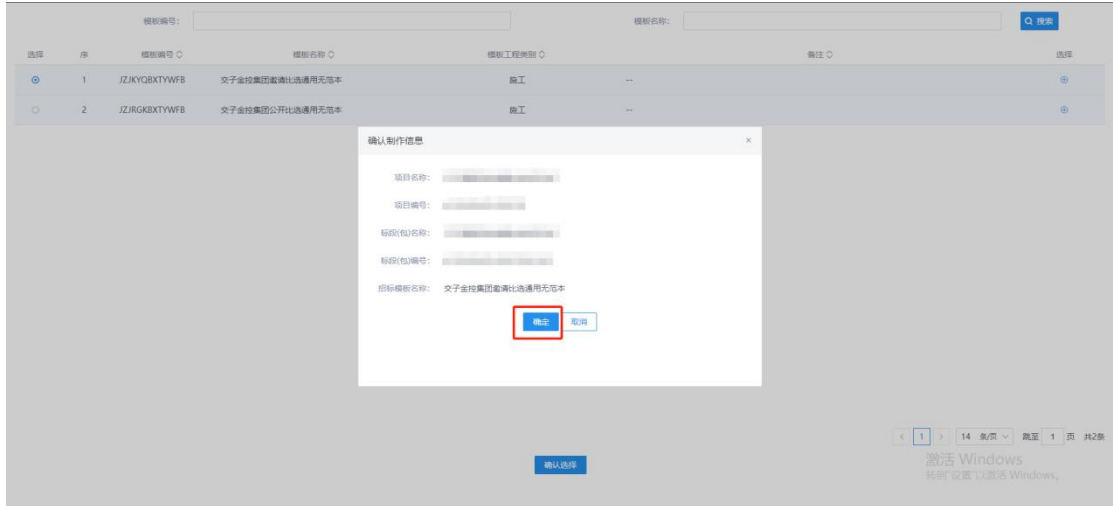 模板编号: 模板名称: 搜索
选择 序 模板编号 模板名称 模板工程类别 备注 选择
1 JZJKYQBXTYWFB 交子金控集团邀请比选通用无范本 施工 --
2 JZJRGKBXTYWFB 交子金控集团公开比选通用无范本 施工 --
确认制作信息 ×
项目名称:
项目编号:
标段(包)名称:
标段(包)编号:
招标模板名称: 交子金控集团邀请比选通用无范本
确定 取消
< 1 > 14 条/页 跳至 1 页 共2条
确认选择
激活 Windows
转到"设置"以激活 Windows。